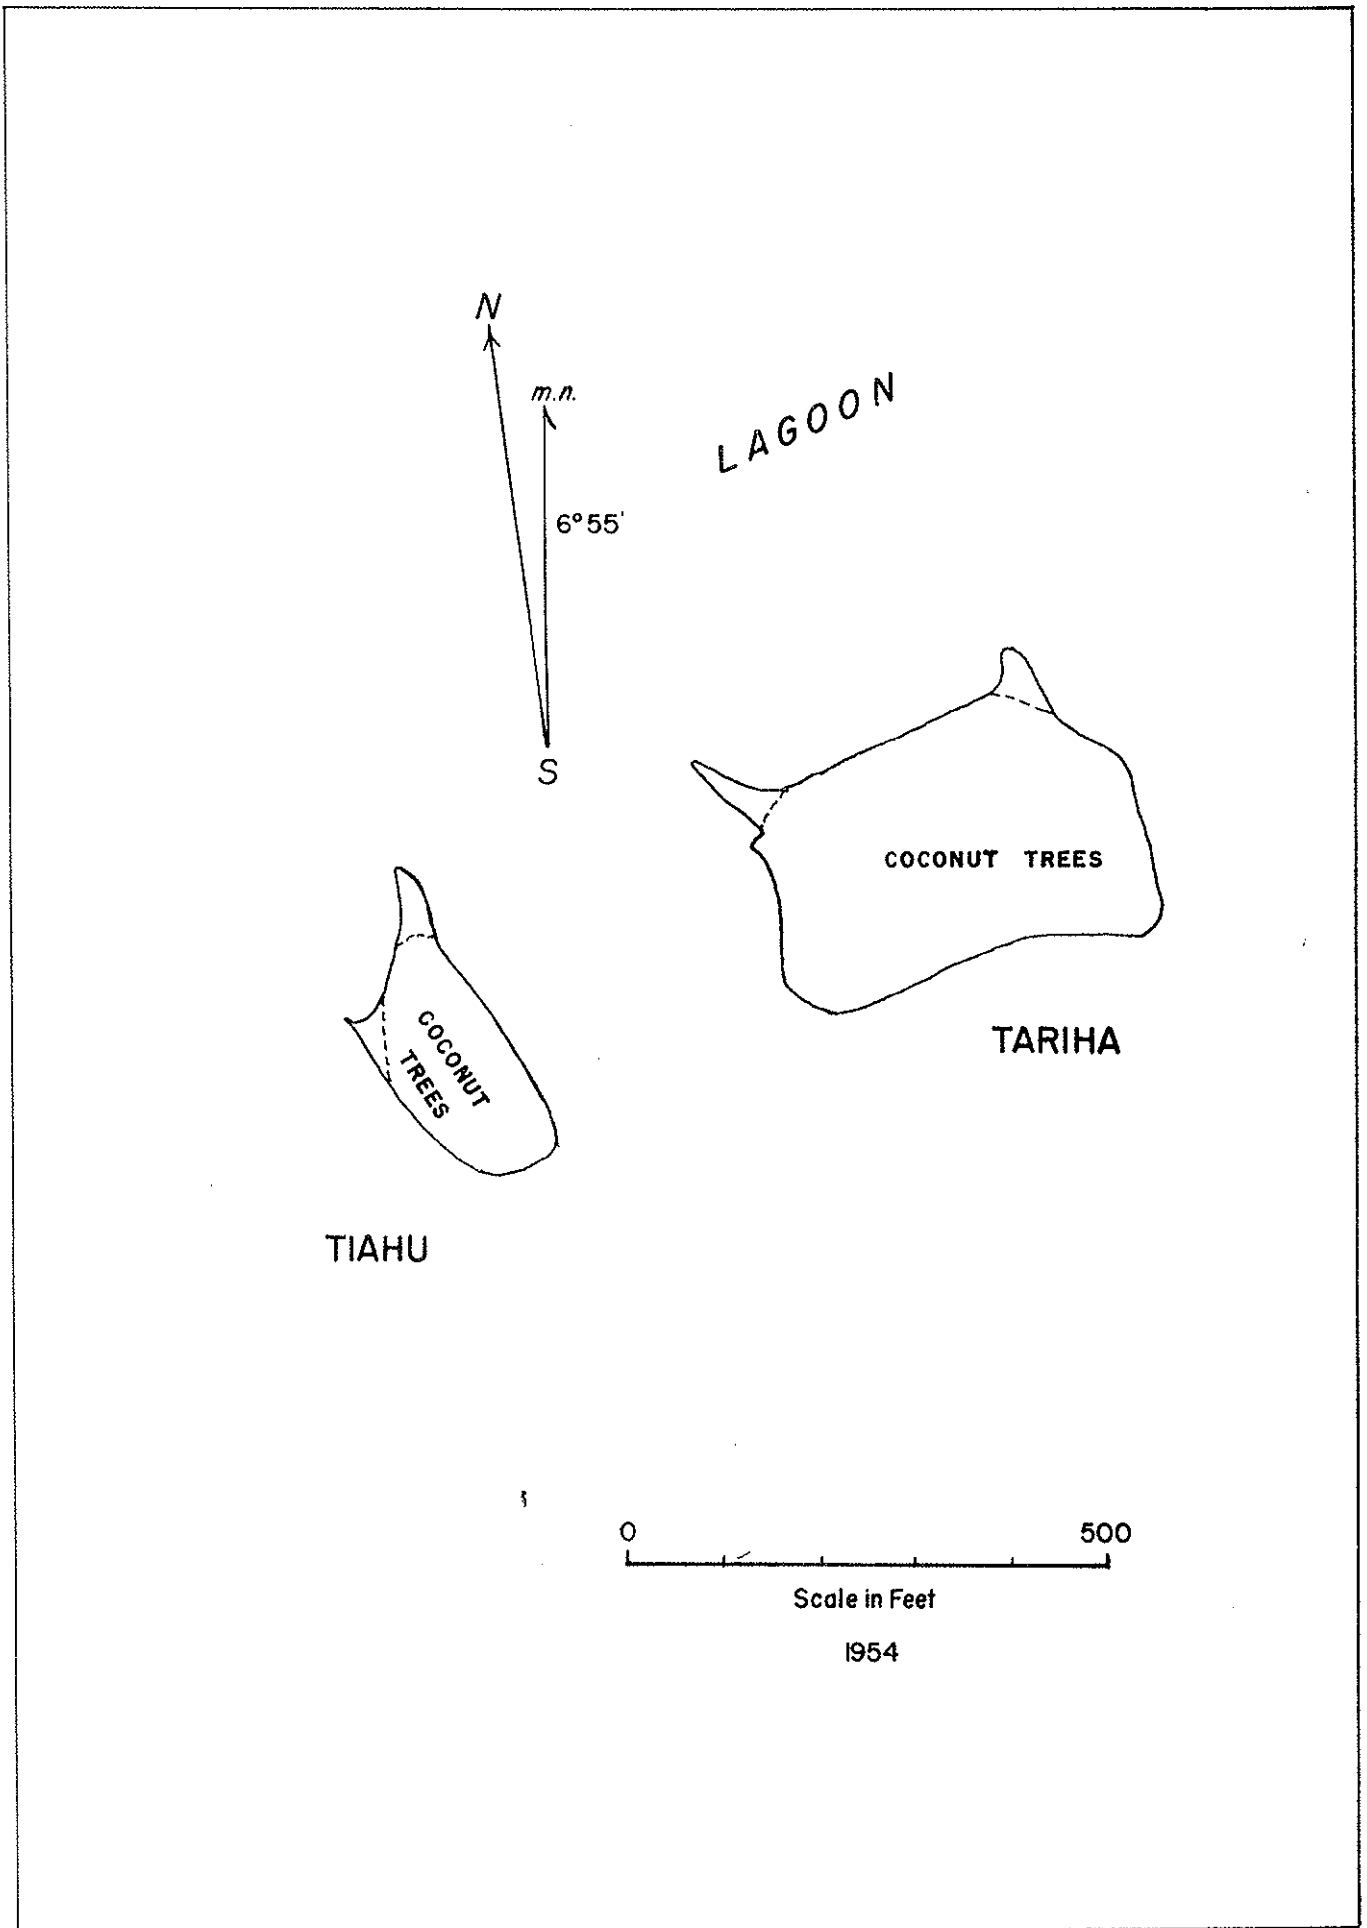 N
m.n.
LAGOON
6°55'
S
COCONUT TREES
TARIHA
COCONUT
TREES
TIAHU
0 500
Scale in Feet
1954